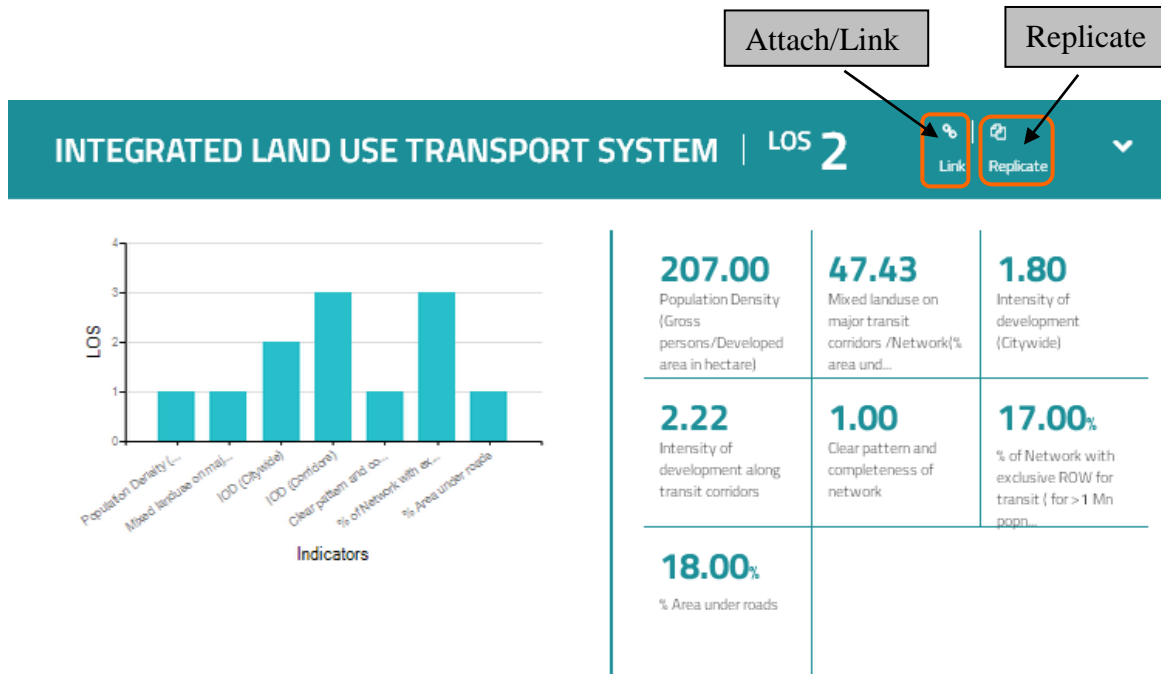 Attach/Link
Replicate
INTEGRATED LAND USE TRANSPORT SYSTEM | LOS 2
Link
Replicate
4
3
2
1
0
LOS
Population Density (...
Mixed landuse on maj...
IOD (Citywide)
IOD (Corridore)
Clear pattern and co...
% of Network with ex...
% Area under roads
Indicators
207.00
Population Density
(Gross
persons/Developed
area in hectare)
47.43
Mixed landuse on
major transit
corridors /Network(%
area und...
1.80
Intensity of
development
(Citywide)
2.22
Intensity of
development along
transit corridors
1.00
Clear pattern and
completeness of
network
17.00%
% of Network with
exclusive ROW for
transit ( for >1 Mn
popn...
18.00%
% Area under roads